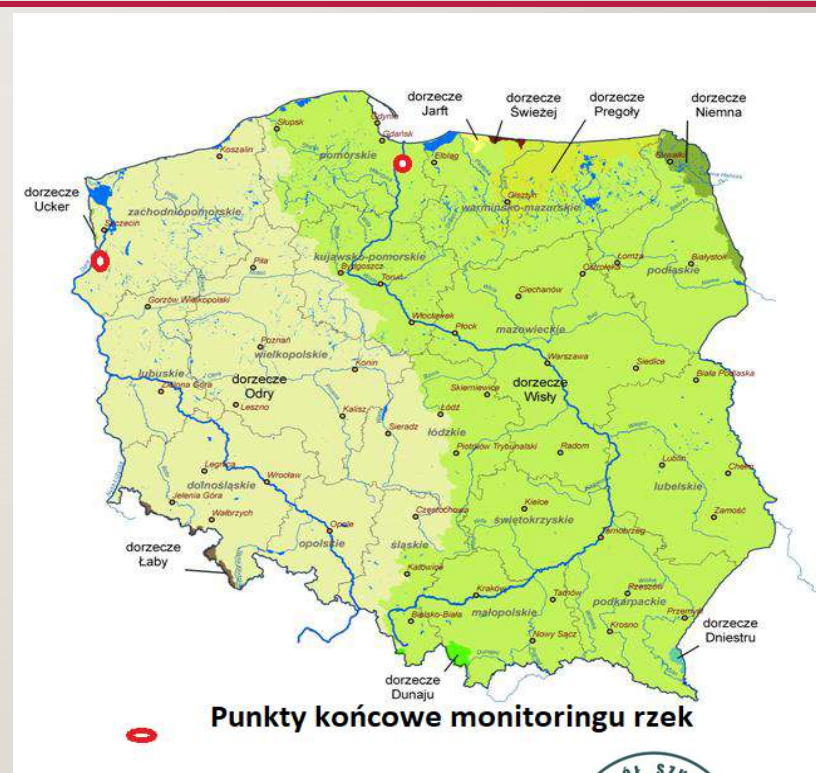 dorzecze
Jarft
dorzecze
Świeżej
dorzecze
Pregoły
dorzecze
Niemna
Słupsk
Gdynia
Gdańsk
Koszalin
pomorskie
Elbląg
Suwałki
dorzecze
Ucker
zachodniopomorskie
Olsztyn
warmińsko-mazurskie
Szczecin
kujawsko-pomorskie
Piła
Bydgoszcz
Toruń
Łomża
Białystok
Ostrołęka
podlaskie
Gorzów Wielkopolski
Ciechanów
Włocławek
Płock
mazowieckie
Poznań
wielkopolskie
Warszawa
Siedlce
Konin
Biała Podlaska
lubuskie
Zielona Góra
dorzecze
Odry
Skierniewice
dorzecze
Wisły
Leszno
Kalisz
Łódź
Sieradz
łódzkie
Piotrków Trybunalski
Radom
Legnica
Wrocław
Lublin
Chełm
dolnośląskie
lubelskie
Jelenia Góra
Kielce
Wałbrzych
Częstochowa
Zamość
świętokrzyskie
Opole
opolskie
śląskie
Tarnobrzeg
dorzecze
Łaby
Katowice
Kraków
Rzeszów
Tarnów
podkarpackie
małopolskie
Bielsko-Biała
Przemyśl
Krosno
Nowy Sącz
dorzecze
Dniestru
dorzecze
Dunaju
Punkty końcowe monitoringu rzek